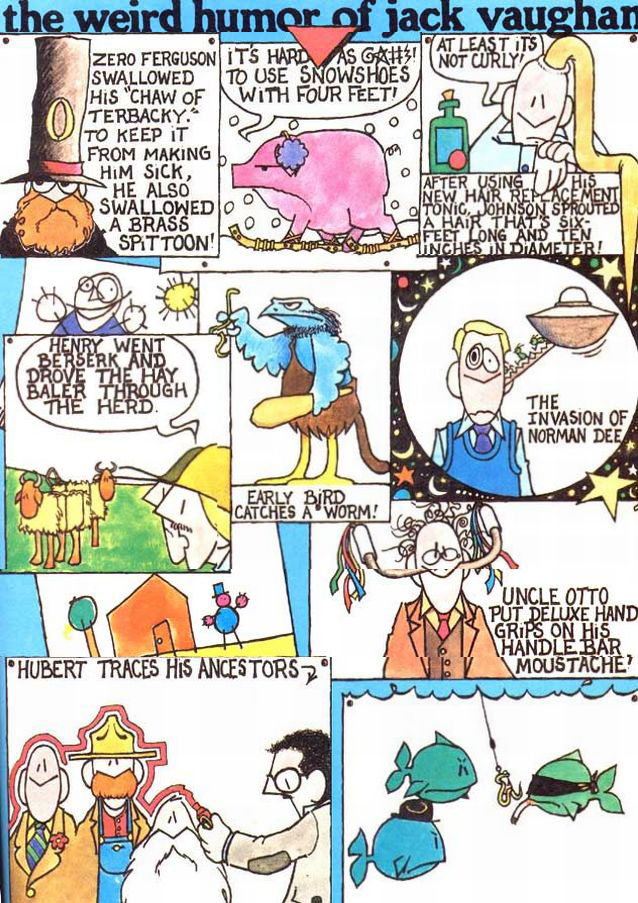 the weird humor of jack vaughan
ZERO FERGUSON
SWALLOWED
HIS "CHAW OF
TERBACKY."
TO KEEP IT
FROM MAKING
HIM SICK,
HE ALSO
SWALLOWED
A BRASS
SPITTOON!
IT'S HARD AS G*#!!
TO USE SNOWSHOES
WITH FOUR FEET!
AT LEAST IT'S
NOT CURLY!
AFTER USING HIS
NEW HAIR REPLACEMENT
TONIC, JOHNSON SPROUTED
A HAIR THAT'S SIX-
FEET LONG AND TEN
INCHES IN DIAMETER!
HENRY WENT
BERSERK AND
DROVE THE HAY
BALER THROUGH
THE HERD.
EARLY BIRD
CATCHES A WORM!
THE
INVASION OF
NORMAN DEE
UNCLE OTTO
PUT DELUXE HAND
GRIPS ON HIS
HANDLE BAR
MOUSTACHE!
HUBERT TRACES HIS ANCESTORS